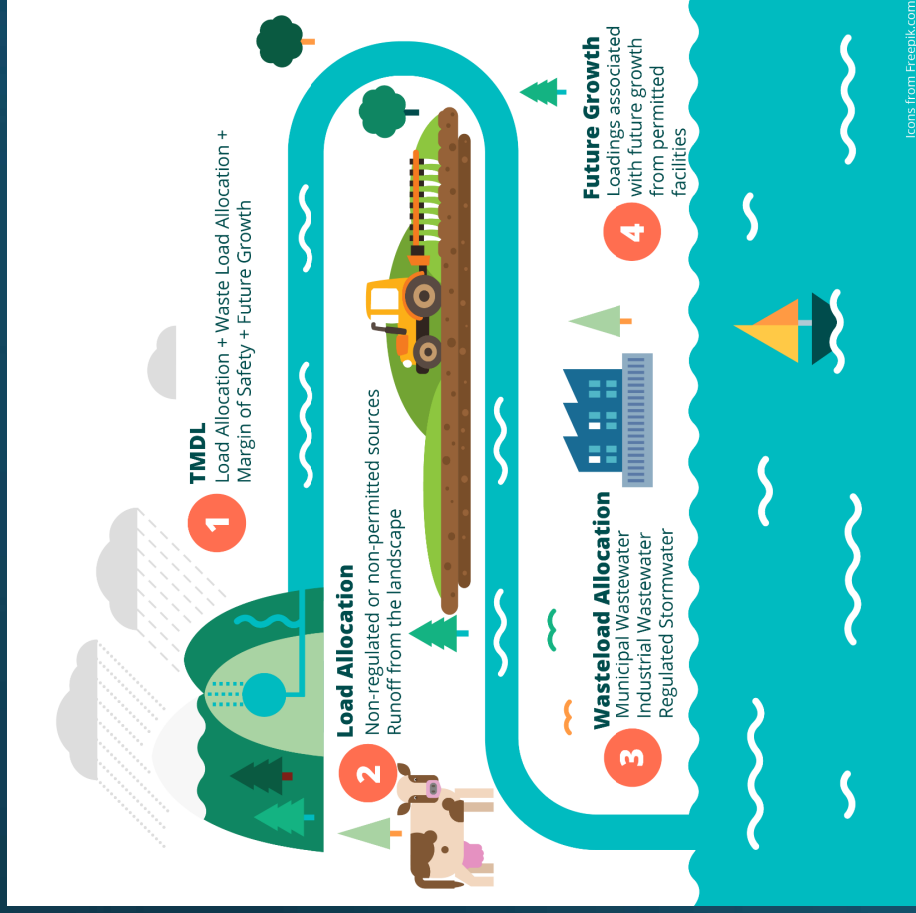 1
TMDL
Load Allocation + Waste Load Allocation +
Margin of Safety + Future Growth
2
Load Allocation
Non-regulated or non-permitted sources
Runoff from the landscape
3
Wasteload Allocation
Municipal Wastewater
Industrial Wastewater
Regulated Stormwater
4
Future Growth
Loadings associated
with future growth
from permitted
facilities
Icons from Freepik.com